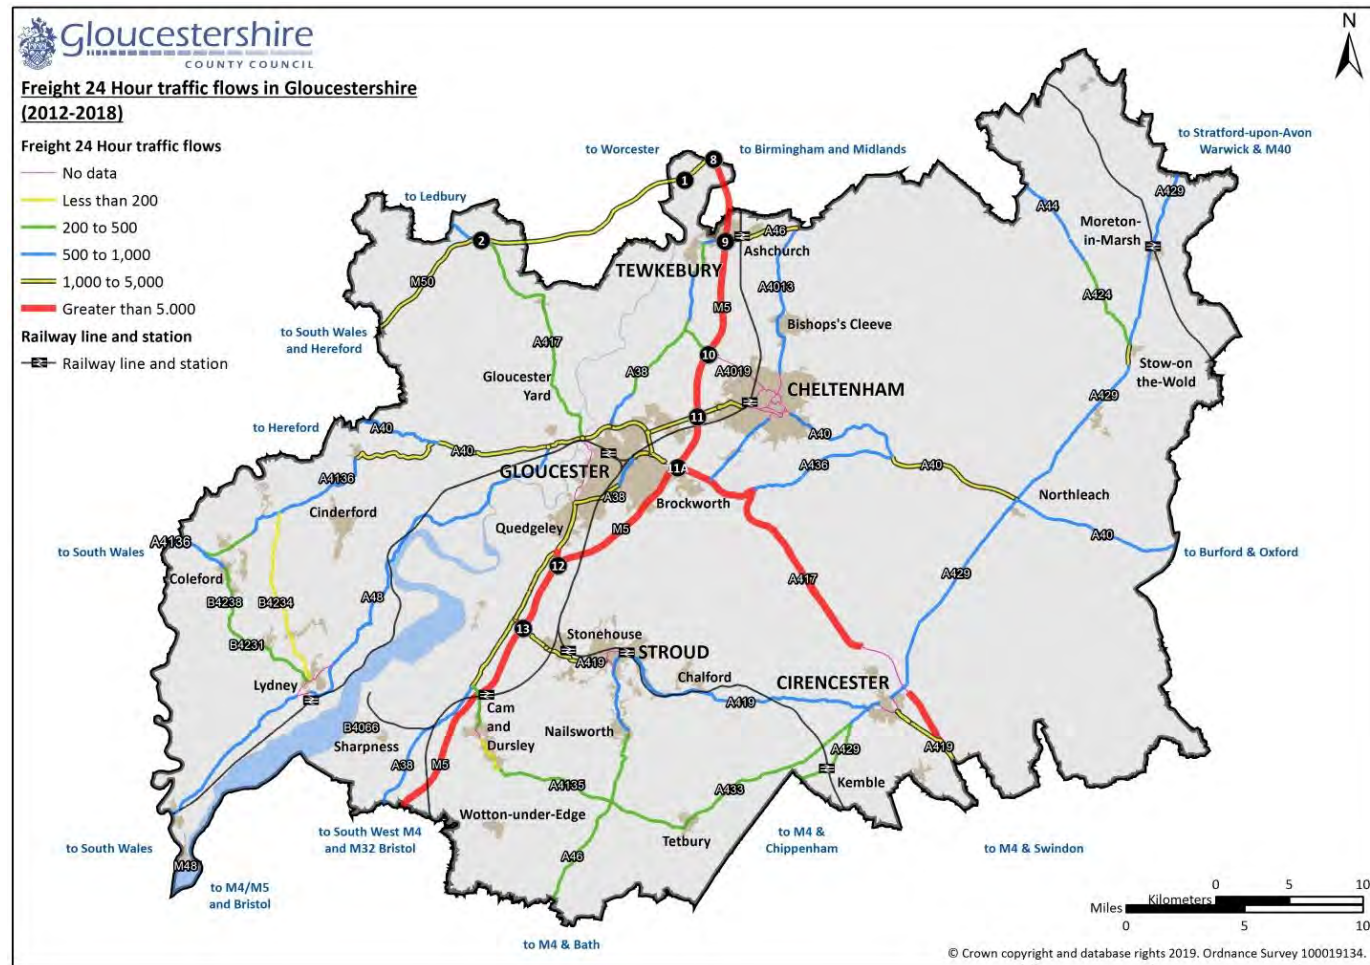 Gloucestershire
COUNTY COUNCIL
Freight 24 Hour traffic flows in Gloucestershire
(2012-2018)
Freight 24 Hour traffic flows
No data
Less than 200
200 to 500
500 to 1,000
1,000 to 5,000
Greater than 5.000
Railway line and station
Railway line and station
N
to Worcester
8
to Birmingham and Midlands
to Stratford-upon-Avon
Warwick & M40
1
to Ledbury
A429
A44
2
9
A46
Ashchurch
Moreton-
in-Marsh
TEWKEBURY
M50
A4013
A424
M5
Bishops's Cleeve
to South Wales
and Hereford
A417
10
A4019
Stow-on
the-Wold
Gloucester
Yard
A38
CHELTENHAM
A429
11
to Hereford
A40
A40
A40
GLOUCESTER
11A
A436
A40
A4136
A38
Brockworth
Northleach
Cinderford
Quedgeley
M5
A4136
A40
to South Wales
to Burford & Oxford
12
Coleford
A417
A429
B4238
B4234
A48
13
Stonehouse
B4231
STROUD
A419
Chalford
Lydney
CIRENCESTER
A419
Cam
and
Dursley
B4066
Sharpness
Nailsworth
A429
A419
A38
M5
Kemble
A4135
A433
Wotton-under-Edge
to South West M4
and M32 Bristol
Tetbury
to M4 &
Chippenham
to South Wales
A46
to M4 & Swindon
M48
to M4/M5
and Bristol
0 5 10
Kilometers
Miles
0 5 10
to M4 & Bath
© Crown copyright and database rights 2019. Ordnance Survey 100019134.